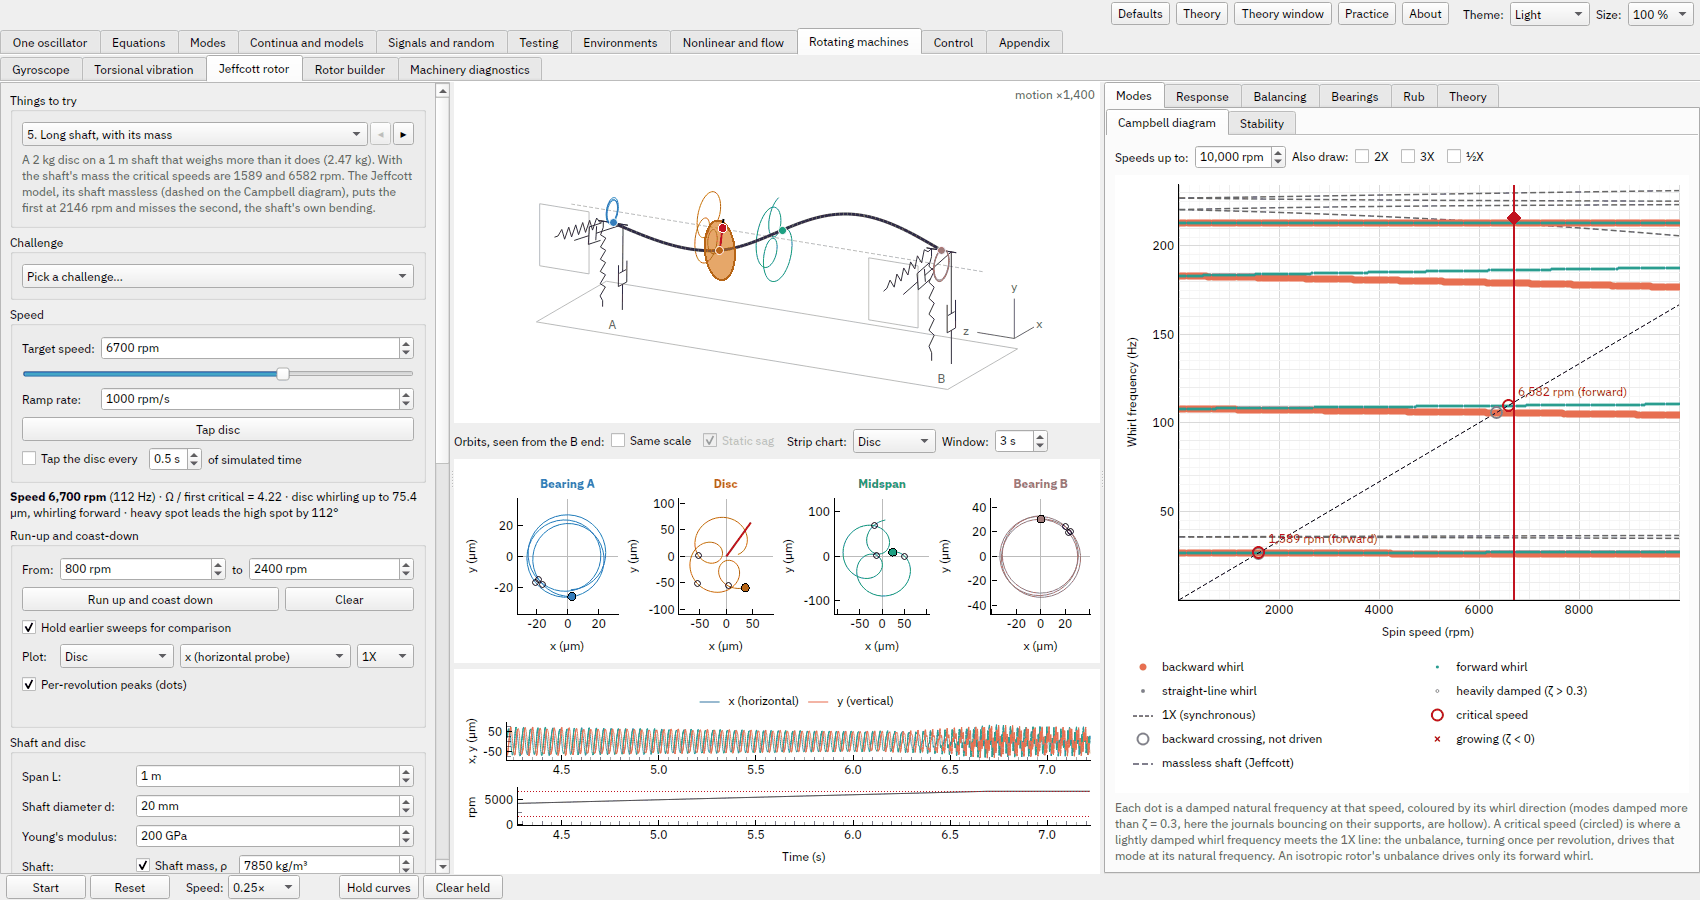 Defaults Theory Theory window Practice About Theme: Light Size: 100 %
One oscillator Equations Modes Continua and models Signals and random Testing Environments Nonlinear and flow Rotating machines Control Appendix
Gyroscope Torsional vibration Jeffcott rotor Rotor builder Machinery diagnostics
Things to try
5. Long shaft, with its mass
A 2 kg disc on a 1 m shaft that weighs more than it does (2.47 kg). With
the shaft's mass the critical speeds are 1589 and 6582 rpm. The Jeffcott
model, its shaft massless (dashed on the Campbell diagram), puts the
first at 2146 rpm and misses the second, the shaft's own bending.
Challenge
Pick a challenge...
Speed
Target speed: 6700 rpm
Ramp rate: 1000 rpm/s
Tap disc
Tap the disc every 0.5 s of simulated time
Speed 6,700 rpm (112 Hz) · Ω / first critical = 4.22 · disc whirling up to 75.4
µm, whirling forward · heavy spot leads the high spot by 112°
Run-up and coast-down
From: 800 rpm to 2400 rpm
Run up and coast down Clear
Hold earlier sweeps for comparison
Plot: Disc x (horizontal probe) 1X
Per-revolution peaks (dots)
Shaft and disc
Span L: 1 m
Shaft diameter d: 20 mm
Young's modulus: 200 GPa
Shaft: Shaft mass, ρ 7850 kg/m³
Start Reset Speed: 0.25× Hold curves Clear held
motion ×1,400
A
B
y
z
x
Orbits, seen from the B end: Same scale Static sag Strip chart: Disc Window: 3 s
Bearing A Disc Midspan Bearing B
y (µm)
20
0
-20
-20 0 20
x (µm)
y (µm)
100
50
0
-50
-100
-50 0 50
x (µm)
y (µm)
100
0
-100
-50 0 50
x (µm)
y (µm)
40
20
0
-20
-40
-20 0 20
x (µm)
x (horizontal) y (vertical)
x, y (µm)
50
-50
4.5 5.0 5.5 6.0 6.5 7.0
rpm
5000
0
4.5 5.0 5.5 6.0 6.5 7.0
Time (s)
Modes Response Balancing Bearings Rub Theory
Campbell diagram Stability
Speeds up to: 10,000 rpm Also draw: 2X 3X ½X
Whirl frequency (Hz)
200
150
100
50
6,582 rpm (forward)
1,589 rpm (forward)
2000 4000 6000 8000
Spin speed (rpm)
backward whirl forward whirl
straight-line whirl heavily damped (ζ > 0.3)
1X (synchronous) critical speed
backward crossing, not driven growing (ζ < 0)
massless shaft (Jeffcott)
Each dot is a damped natural frequency at that speed, coloured by its whirl direction (modes damped more
than ζ = 0.3, here the journals bouncing on their supports, are hollow). A critical speed (circled) is where a
lightly damped whirl frequency meets the 1X line: the unbalance, turning once per revolution, drives that
mode at its natural frequency. An isotropic rotor's unbalance drives only its forward whirl.